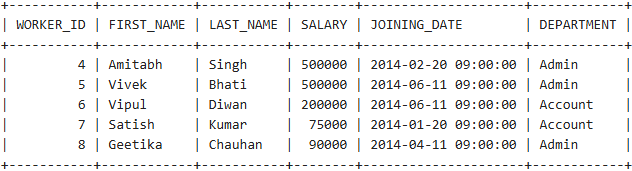 +-----------+------------+-----------+--------+---------------------+------------+
| WORKER_ID | FIRST_NAME | LAST_NAME | SALARY | JOINING_DATE        | DEPARTMENT |
+-----------+------------+-----------+--------+---------------------+------------+
|         4 | Amitabh    | Singh     | 500000 | 2014-02-20 09:00:00 | Admin      |
|         5 | Vivek      | Bhati     | 500000 | 2014-06-11 09:00:00 | Admin      |
|         6 | Vipul      | Diwan     | 200000 | 2014-06-11 09:00:00 | Account    |
|         7 | Satish     | Kumar     |  75000 | 2014-01-20 09:00:00 | Account    |
|         8 | Geetika    | Chauhan   |  90000 | 2014-04-11 09:00:00 | Admin      |
+-----------+------------+-----------+--------+---------------------+------------+